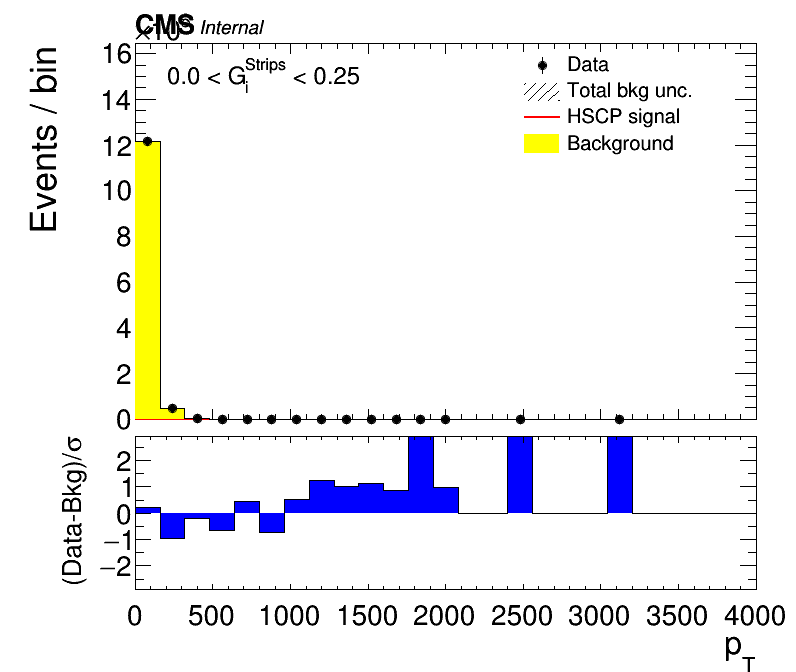 CMS Internal
Events / bin
16
14
12
10
8
6
4
2
0
0.0 < G_i^Strips < 0.25
Data
Total bkg unc.
HSCP signal
Background
(Data-Bkg)/σ
2
1
0
−1
−2
0 500 1000 1500 2000 2500 3000 3500 4000
p_T